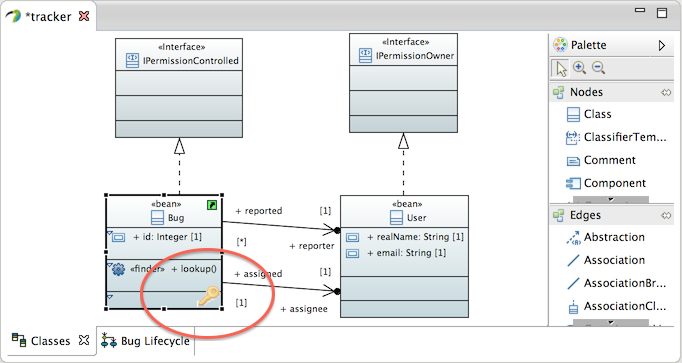 *tracker
«Interface»
IPermissionControlled
«Interface»
IPermissionOwner
«bean»
Bug
+ id: Integer [1]
«finder» + lookup()
+ reported
[1]
[*]
+ reporter
+ assigned
[1]
[1]
+ assignee
«bean»
User
+ realName: String [1]
+ email: String [1]
Palette
Nodes
Class
ClassifierTem...
Comment
Component
Edges
Abstraction
Association
AssociationBr...
AssociationCl...
Classes
Bug Lifecycle